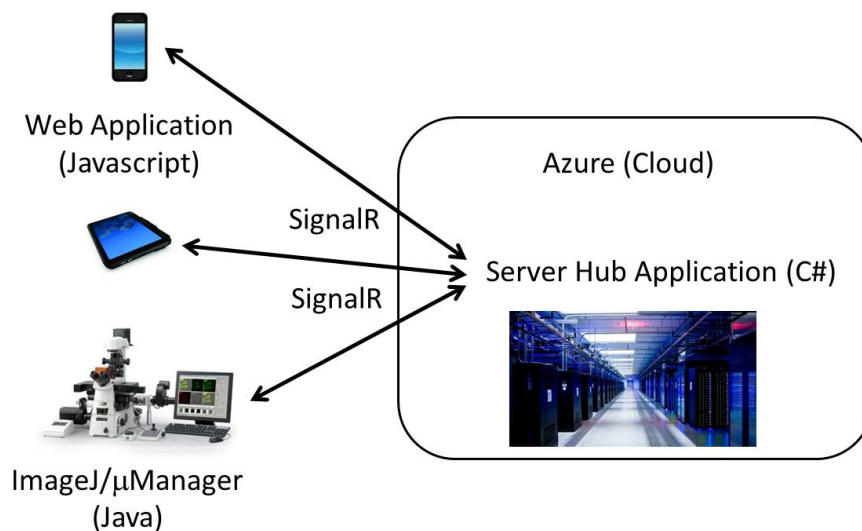 Web Application
(Javascript)
Azure (Cloud)
SignalR
Server Hub Application (C#)
SignalR
ImageJ/μManager
(Java)